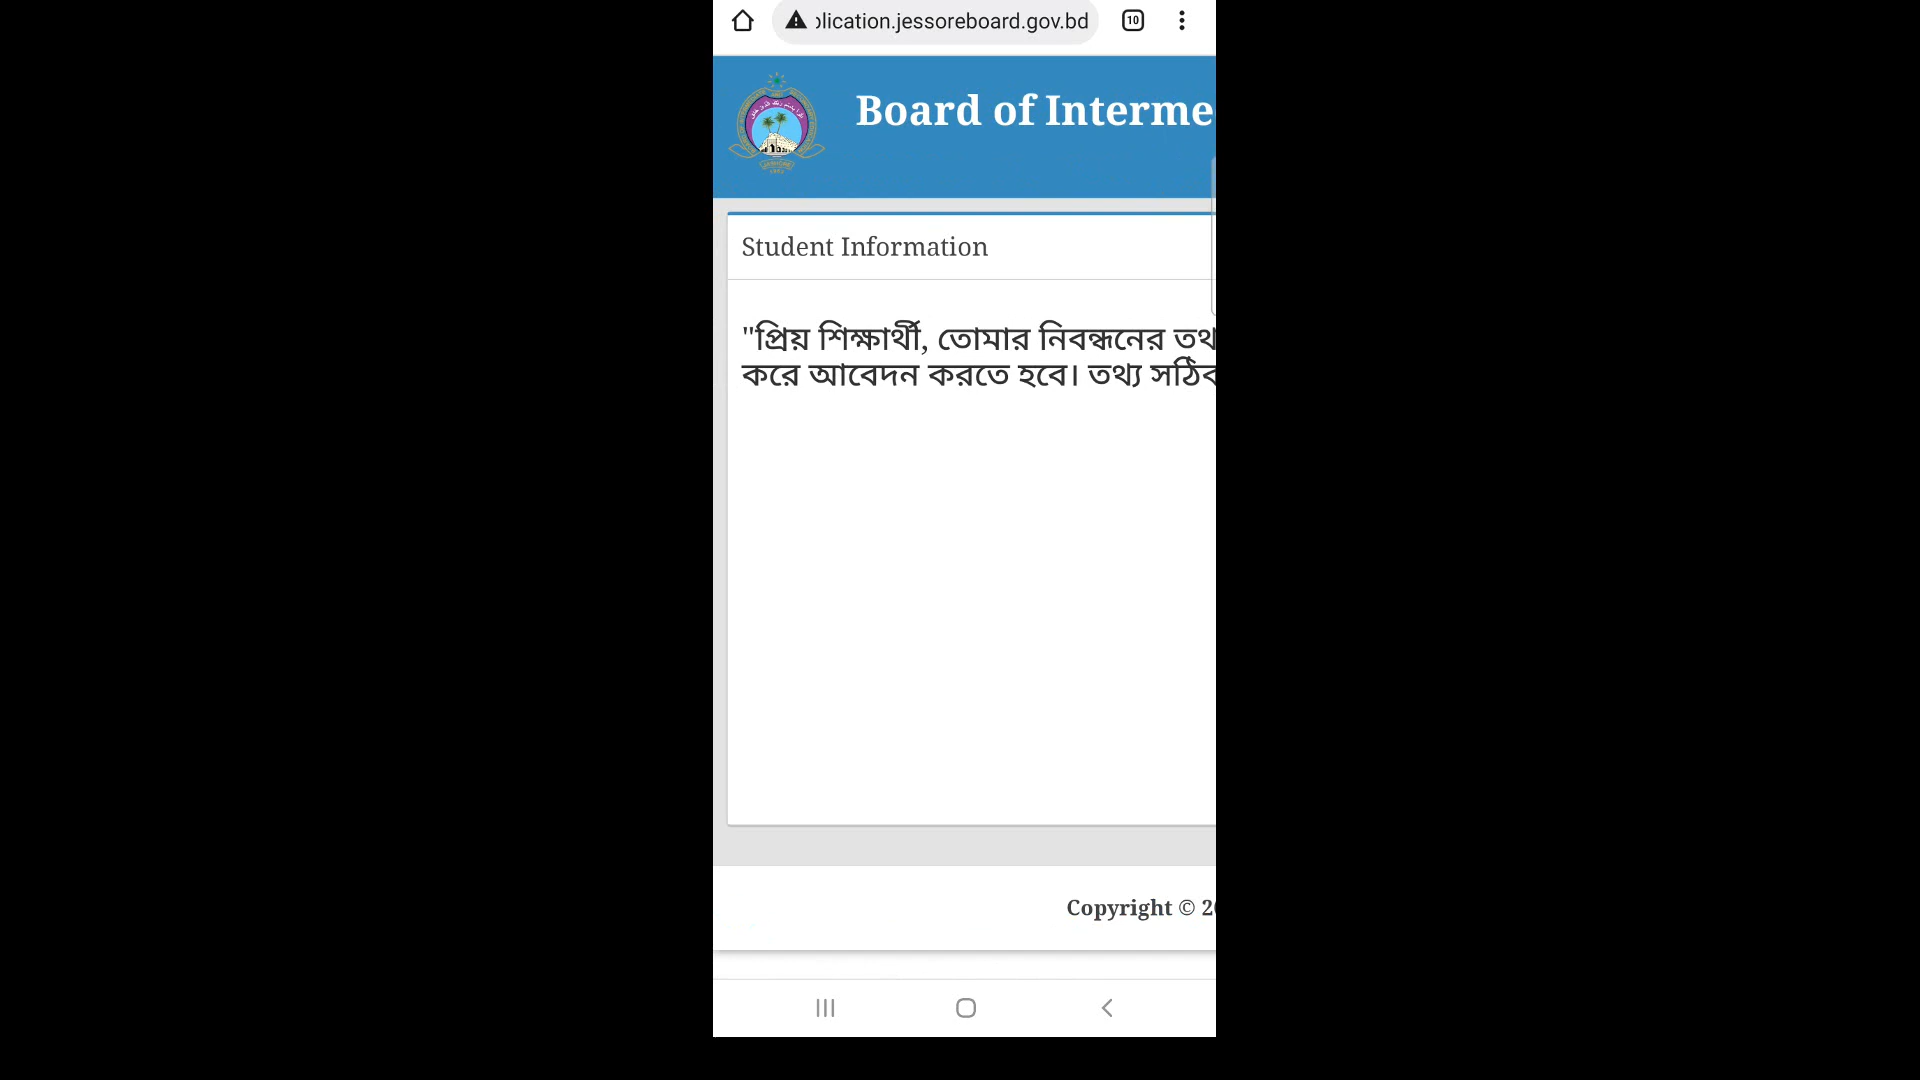 lication.jessoreboard.gov.bd
10
Board of Interme
Student Information
"প্রিয় শিক্ষার্থী, তোমার নিবন্ধনের তথ
করে আবেদন করতে হবে। তথ্য সঠিক
Copyright © 2